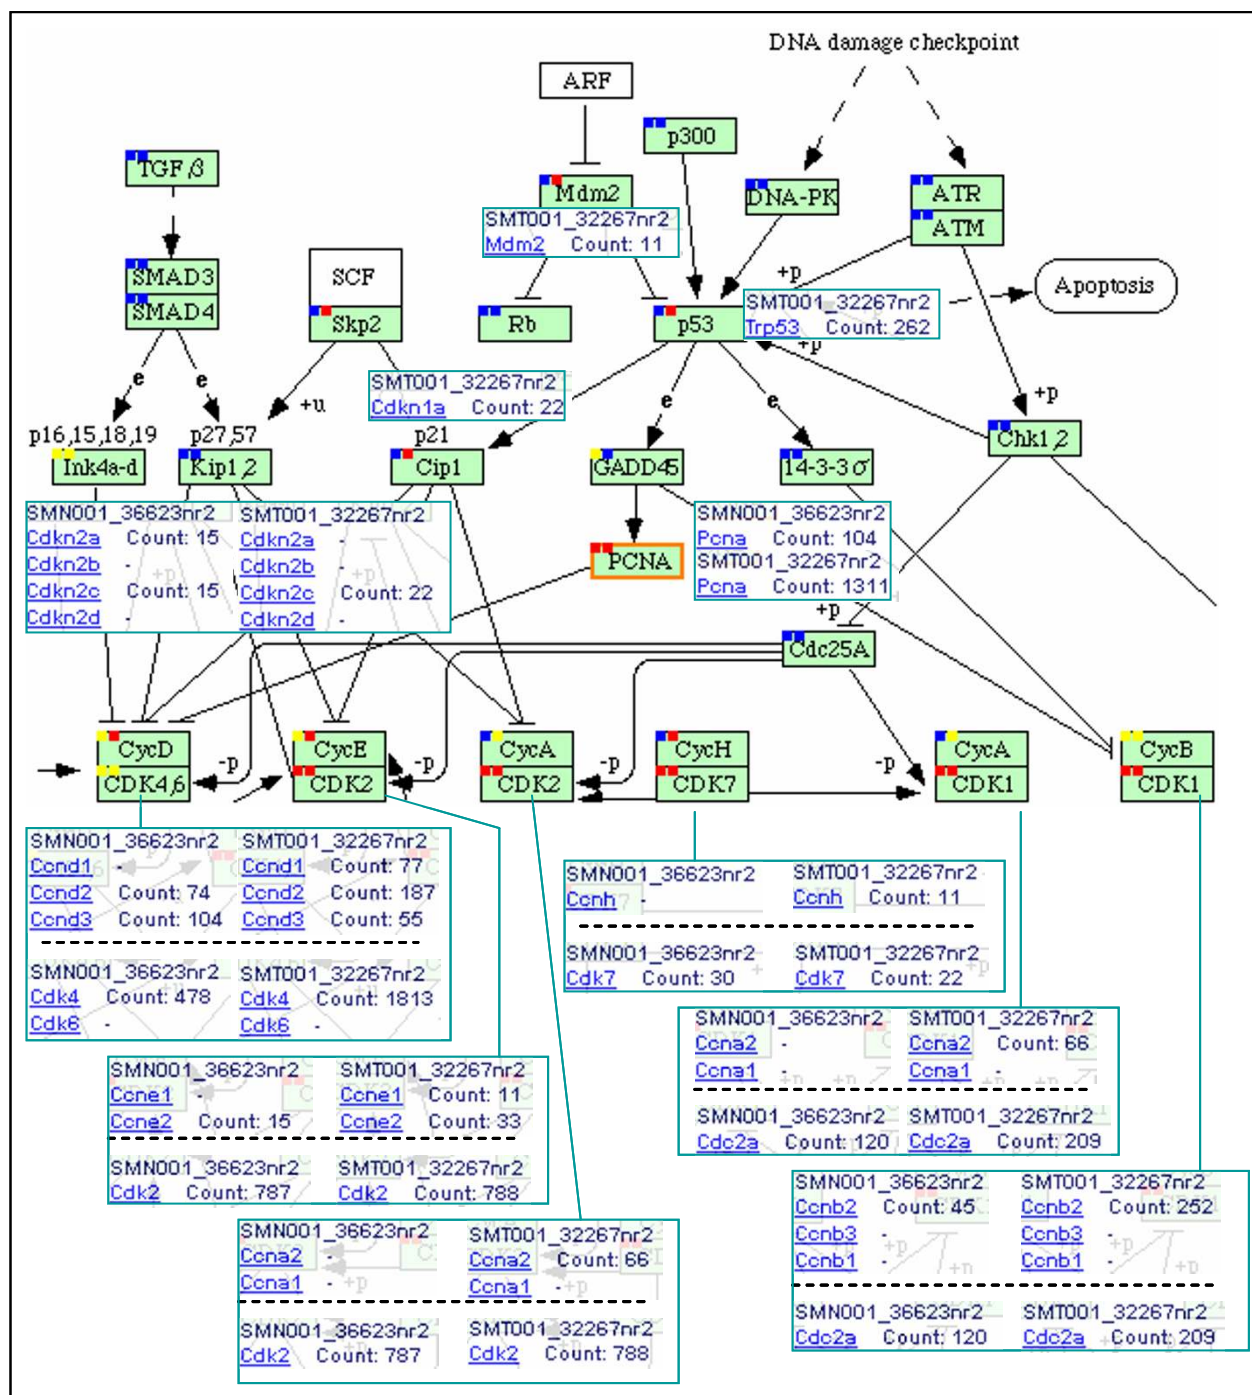 DNA damage checkpoint
ARF
p300
TGFβ
Mdm2
DNA-PK
ATR
ATM
SMT001_32267nr2
Mdm2 Count: 11
SMAD3
SMAD4
SCF
Skp2
Rb
p53
+p
SMT001_32267nr2
Trp53 Count: 262
+p
Apoptosis
e
e
+u
SMT001_32267nr2
Cdkn1a Count: 22
e
e
+p
p16,15,18,19
p27,57
p21
Ink4a-d
Kip1,2
Cip1
GADD45
14-3-3σ
Chk1,2
SMN001_36623nr2
Cdkn2a Count: 15
Cdkn2b -
Cdkn2c Count: 15
Cdkn2d -
SMT001_32267nr2
Cdkn2a -
Cdkn2b -
Cdkn2c Count: 22
Cdkn2d -
+p
+p
PCNA
SMN001_36623nr2
Pcna Count: 104
SMT001_32267nr2
Pcna Count: 1311
+p
Cdc25A
CycD
CDK4,6
-p
CycE
CDK2
-p
CycA
CDK2
-p
CycH
CDK7
-p
CycA
CDK1
CycB
CDK1
SMN001_36623nr2
Ccnd1 -
Ccnd2 Count: 74
Ccnd3 Count: 104
SMT001_32267nr2
Ccnd1 Count: 77
Ccnd2 Count: 187
Ccnd3 Count: 55
SMN001_36623nr2
Cdk4 Count: 478
Cdk6 -
SMT001_32267nr2
Cdk4 Count: 1813
Cdk6 -
SMN001_36623nr2
Ccnh -
SMT001_32267nr2
Ccnh Count: 11
SMN001_36623nr2
Cdk7 Count: 30
SMT001_32267nr2
Cdk7 Count: 22
SMN001_36623nr2
Ccna2 -
Ccna1 -
SMT001_32267nr2
Ccna2 Count: 66
Ccna1 -
SMN001_36623nr2
Cdc2a Count: 120
SMT001_32267nr2
Cdc2a Count: 209
SMN001_36623nr2
Ccne1 -
Ccne2 Count: 15
SMT001_32267nr2
Ccne1 Count: 11
Ccne2 Count: 33
SMN001_36623nr2
Cdk2 Count: 787
SMT001_32267nr2
Cdk2 Count: 788
SMN001_36623nr2
Ccnb2 Count: 45
Ccnb3 -
Ccnb1 -
SMT001_32267nr2
Ccnb2 Count: 252
Ccnb3 -
Ccnb1 -
SMN001_36623nr2
Cdc2a Count: 120
SMT001_32267nr2
Cdc2a Count: 209
SMN001_36623nr2
Ccna2 -
Ccna1 -
SMT001_32267nr2
Ccna2 Count: 66
Ccna1 -
SMN001_36623nr2
Cdk2 Count: 787
SMT001_32267nr2
Cdk2 Count: 788